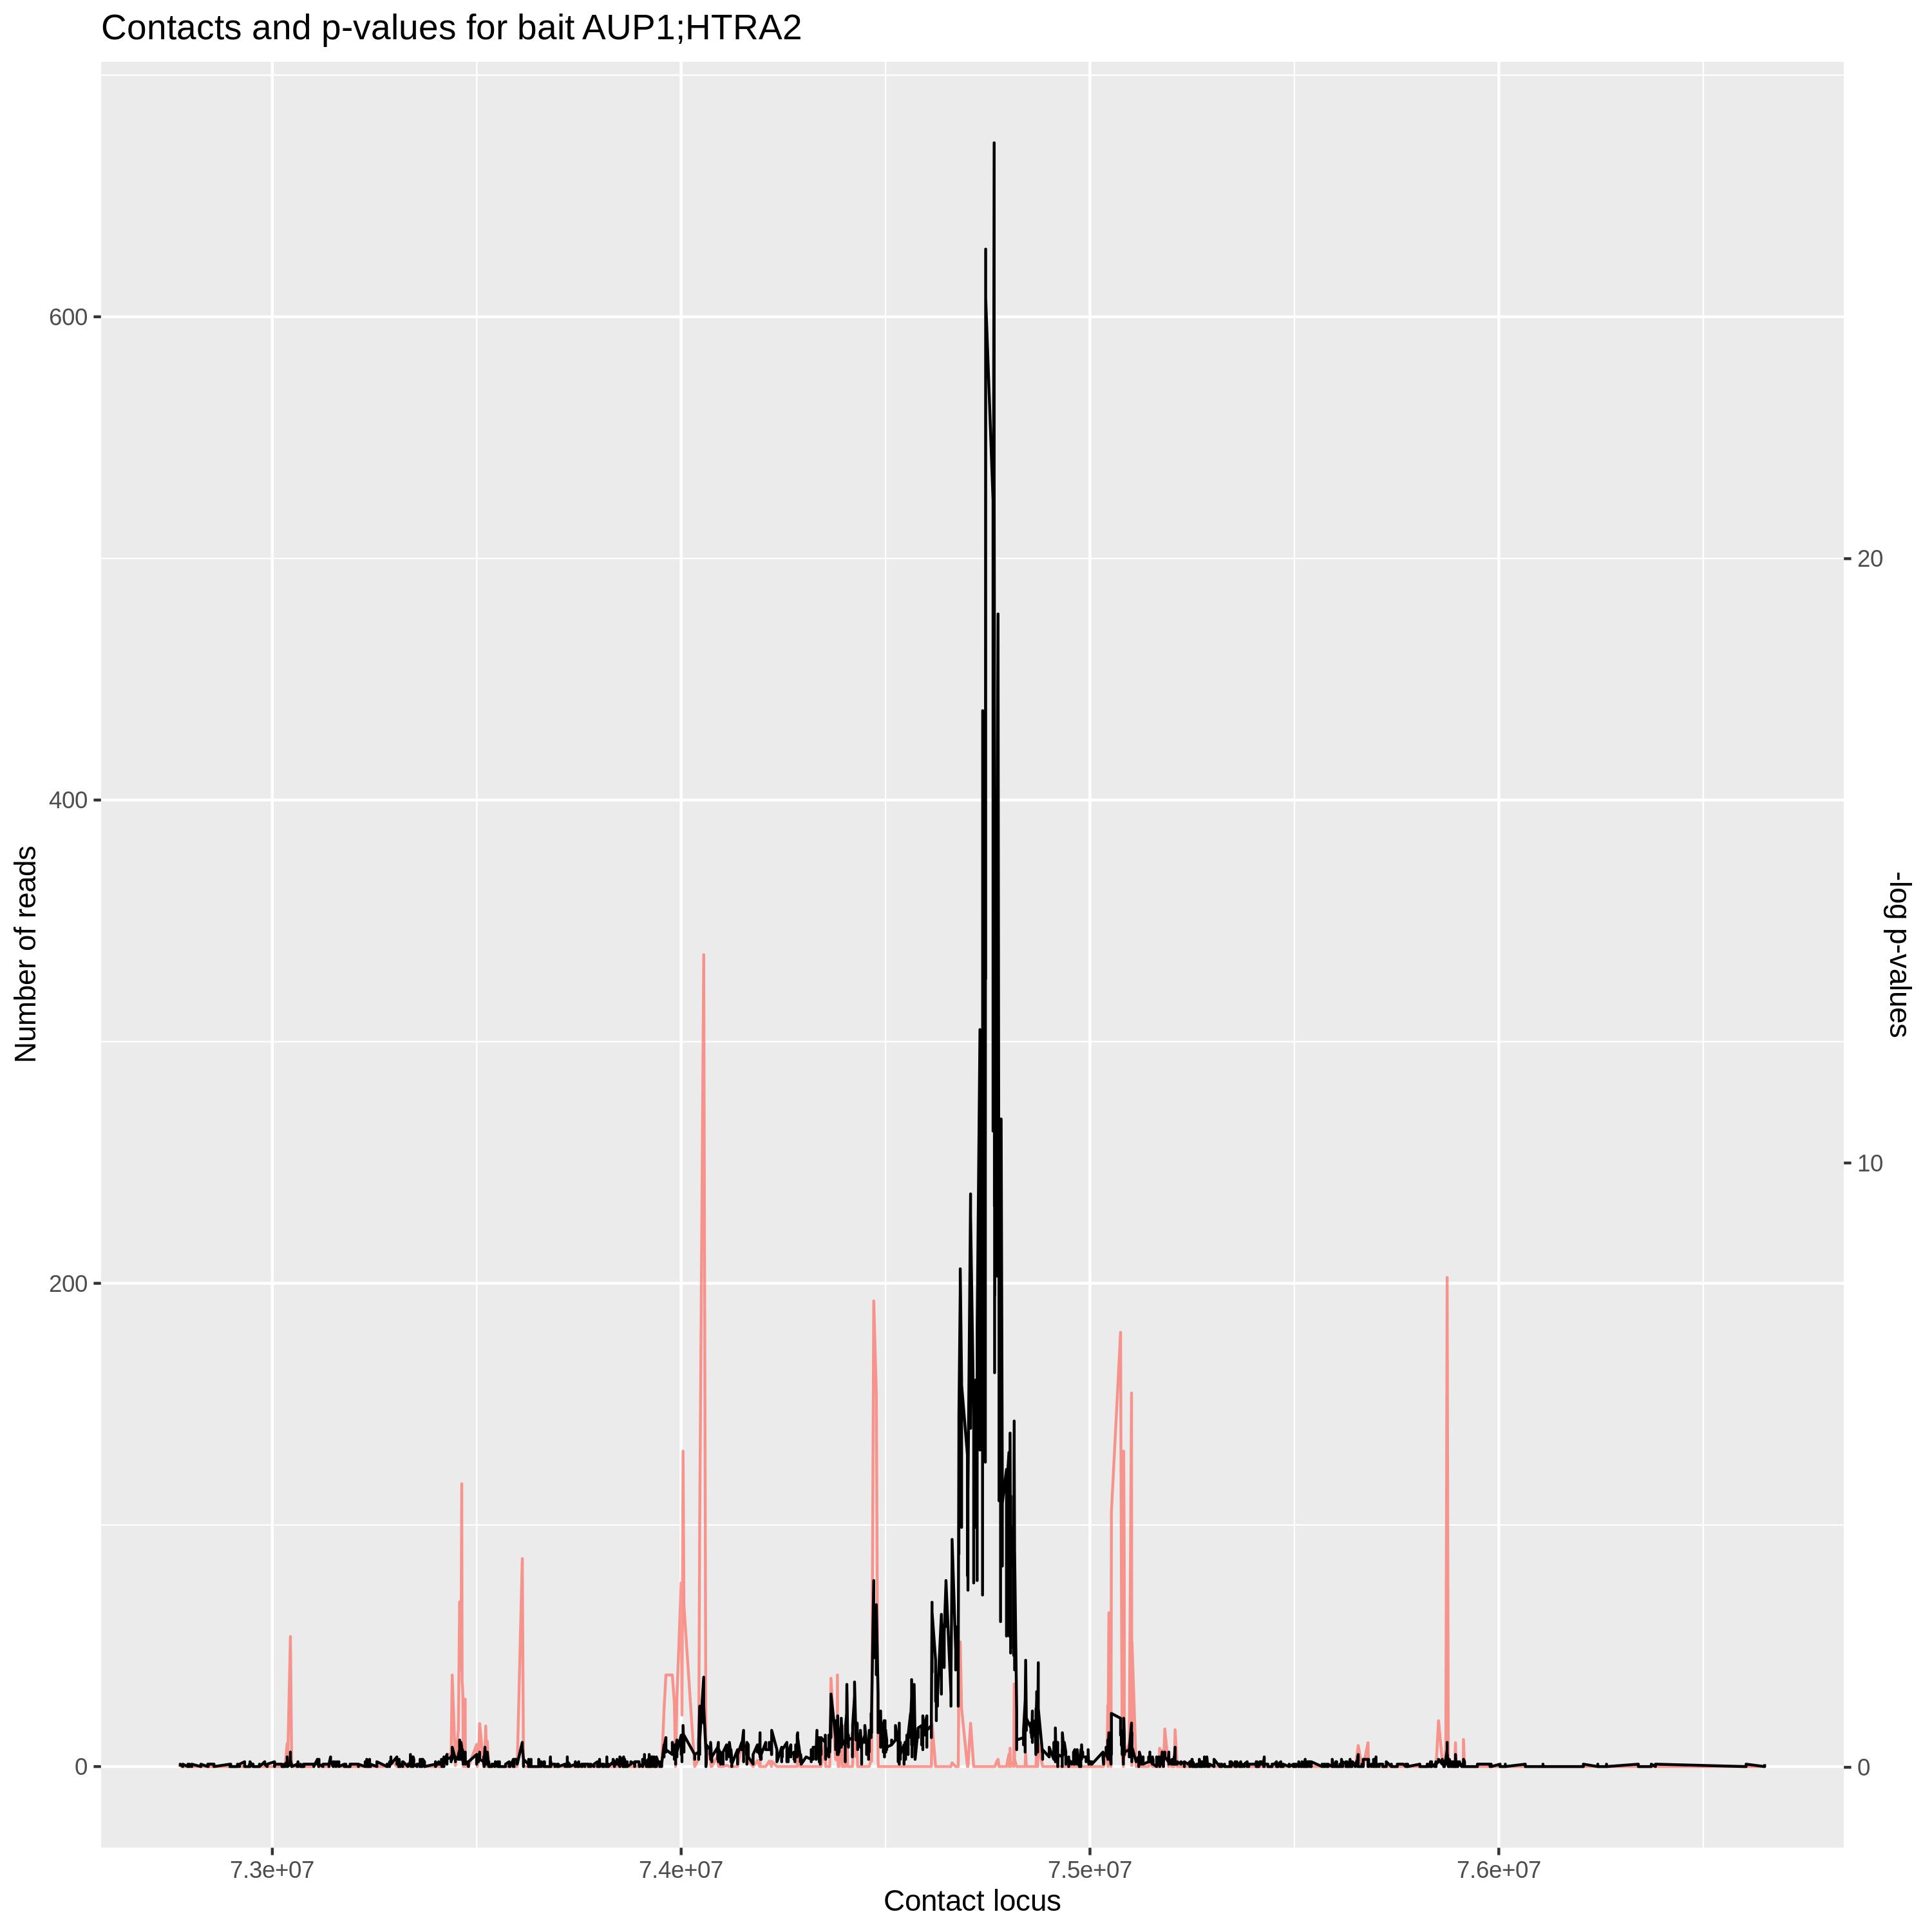 Contacts and p-values for bait AUP1;HTRA2
600
400
200
0
Number of reads
20
10
0
-log p-values
7.3e+07
7.4e+07
7.5e+07
7.6e+07
Contact locus